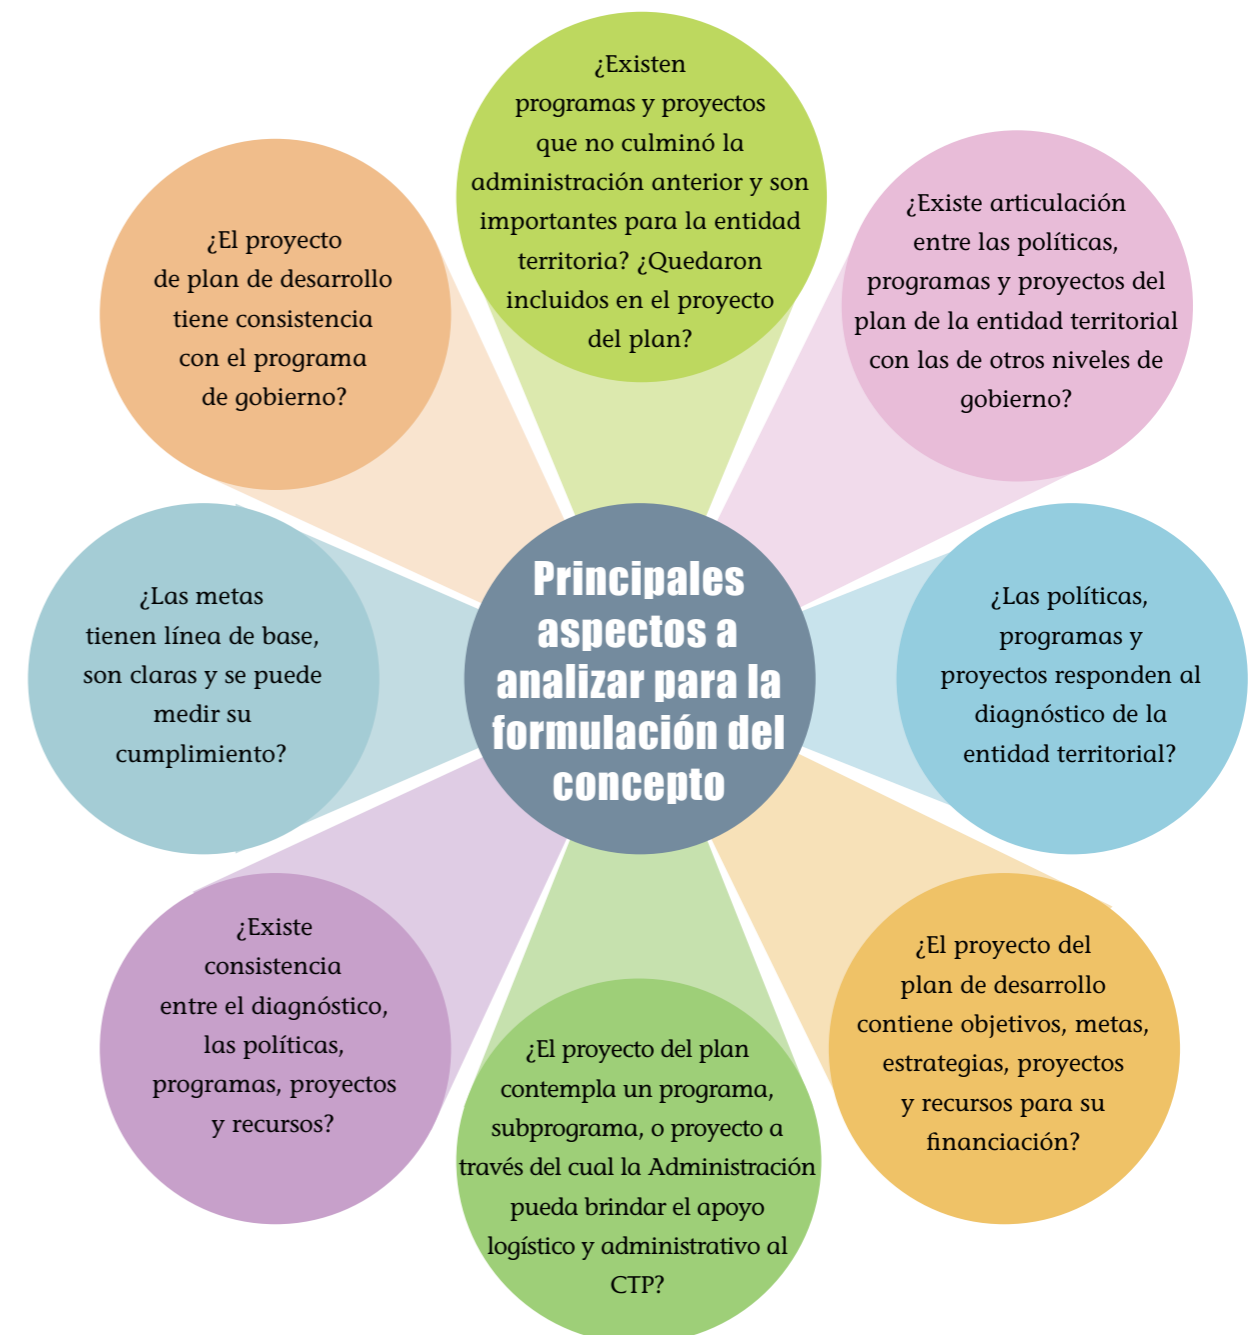 ¿Existen
programas y proyectos
que no culminó la
administración anterior y son
importantes para la entidad
territoria? ¿Quedaron
incluidos en el proyecto
del plan?
¿Existe articulación
entre las políticas,
programas y proyectos del
plan de la entidad territorial
con las de otros niveles de
gobierno?
¿Las políticas,
programas y
proyectos responden al
diagnóstico de la
entidad territorial?
¿El proyecto del
plan de desarrollo
contiene objetivos, metas,
estrategias, proyectos
y recursos para su
financiación?
¿El proyecto del plan
contempla un programa,
subprograma, o proyecto a
través del cual la Administración
pueda brindar el apoyo
logístico y administrativo al
CTP?
¿Existe
consistencia
entre el diagnóstico,
las políticas,
programas, proyectos
y recursos?
¿Las metas
tienen línea de base,
son claras y se puede
medir su
cumplimiento?
¿El proyecto
de plan de desarrollo
tiene consistencia
con el programa
de gobierno?
Principales
aspectos a
analizar para la
formulación del
concepto